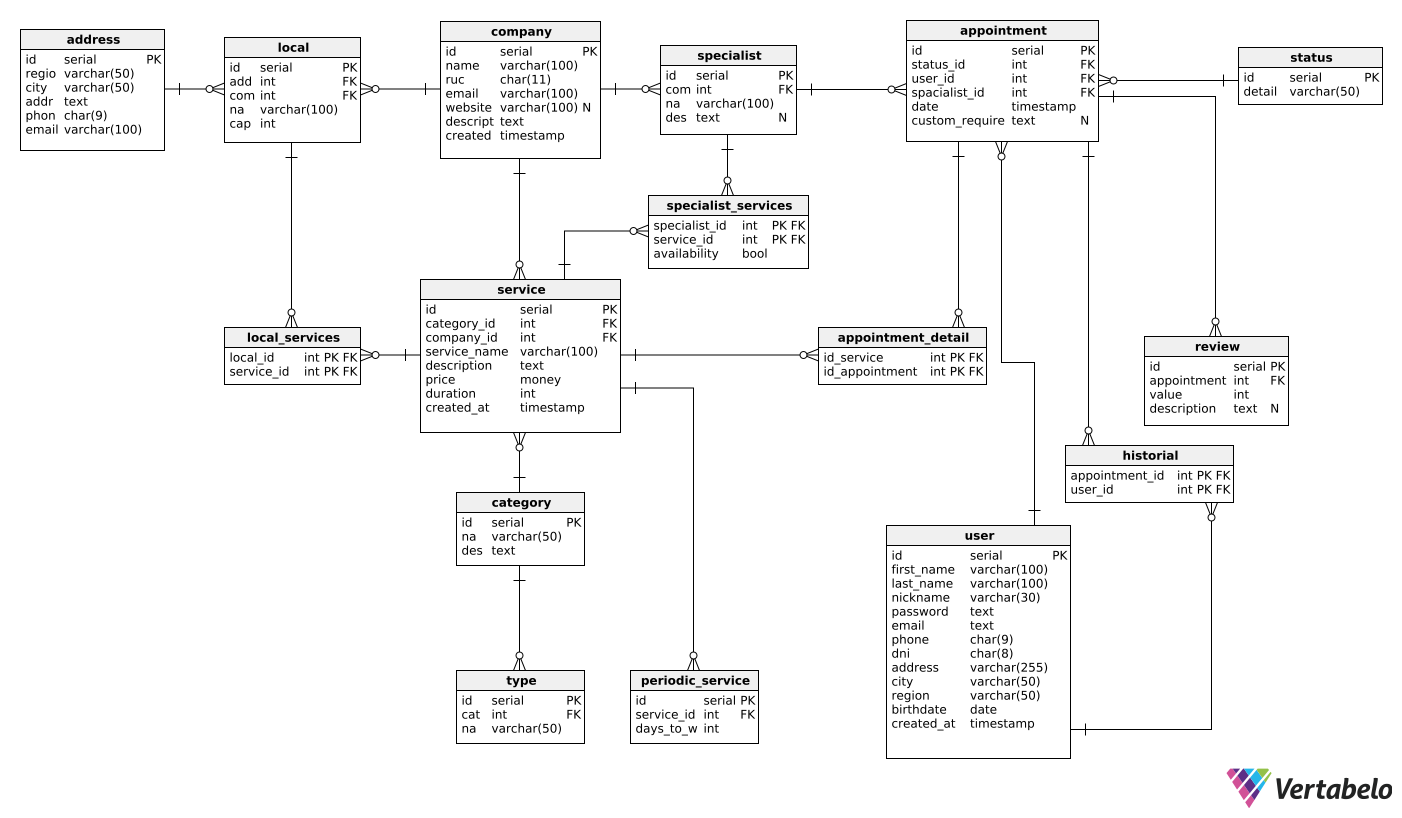 address
id serial PK
regio varchar(50)
city varchar(50)
addr text
phon char(9)
email varchar(100)
local
id serial PK
add int FK
com int FK
na varchar(100)
cap int
company
id serial PK
name varchar(100)
ruc char(11)
email varchar(100)
website varchar(100) N
descript text
created timestamp
specialist
id serial PK
com int FK
na varchar(100)
des text N
appointment
id serial PK
status_id int FK
user_id int FK
spacialist_id int FK
date timestamp
custom_require text N
status
id serial PK
detail varchar(50)
specialist_services
specialist_id int PK FK
service_id int PK FK
availability bool
service
id serial PK
category_id int FK
company_id int FK
service_name varchar(100)
description text
price money
duration int
created_at timestamp
local_services
local_id int PK FK
service_id int PK FK
appointment_detail
id_service int PK FK
id_appointment int PK FK
review
id serial PK
appointment int FK
value int
description text N
historial
appointment_id int PK FK
user_id int PK FK
category
id serial PK
na varchar(50)
des text
user
id serial PK
first_name varchar(100)
last_name varchar(100)
nickname varchar(30)
password text
email text
phone char(9)
dni char(8)
address varchar(255)
city varchar(50)
region varchar(50)
birthdate date
created_at timestamp
type
id serial PK
cat int FK
na varchar(50)
periodic_service
id serial PK
service_id int FK
days_to_w int
Vertabelo